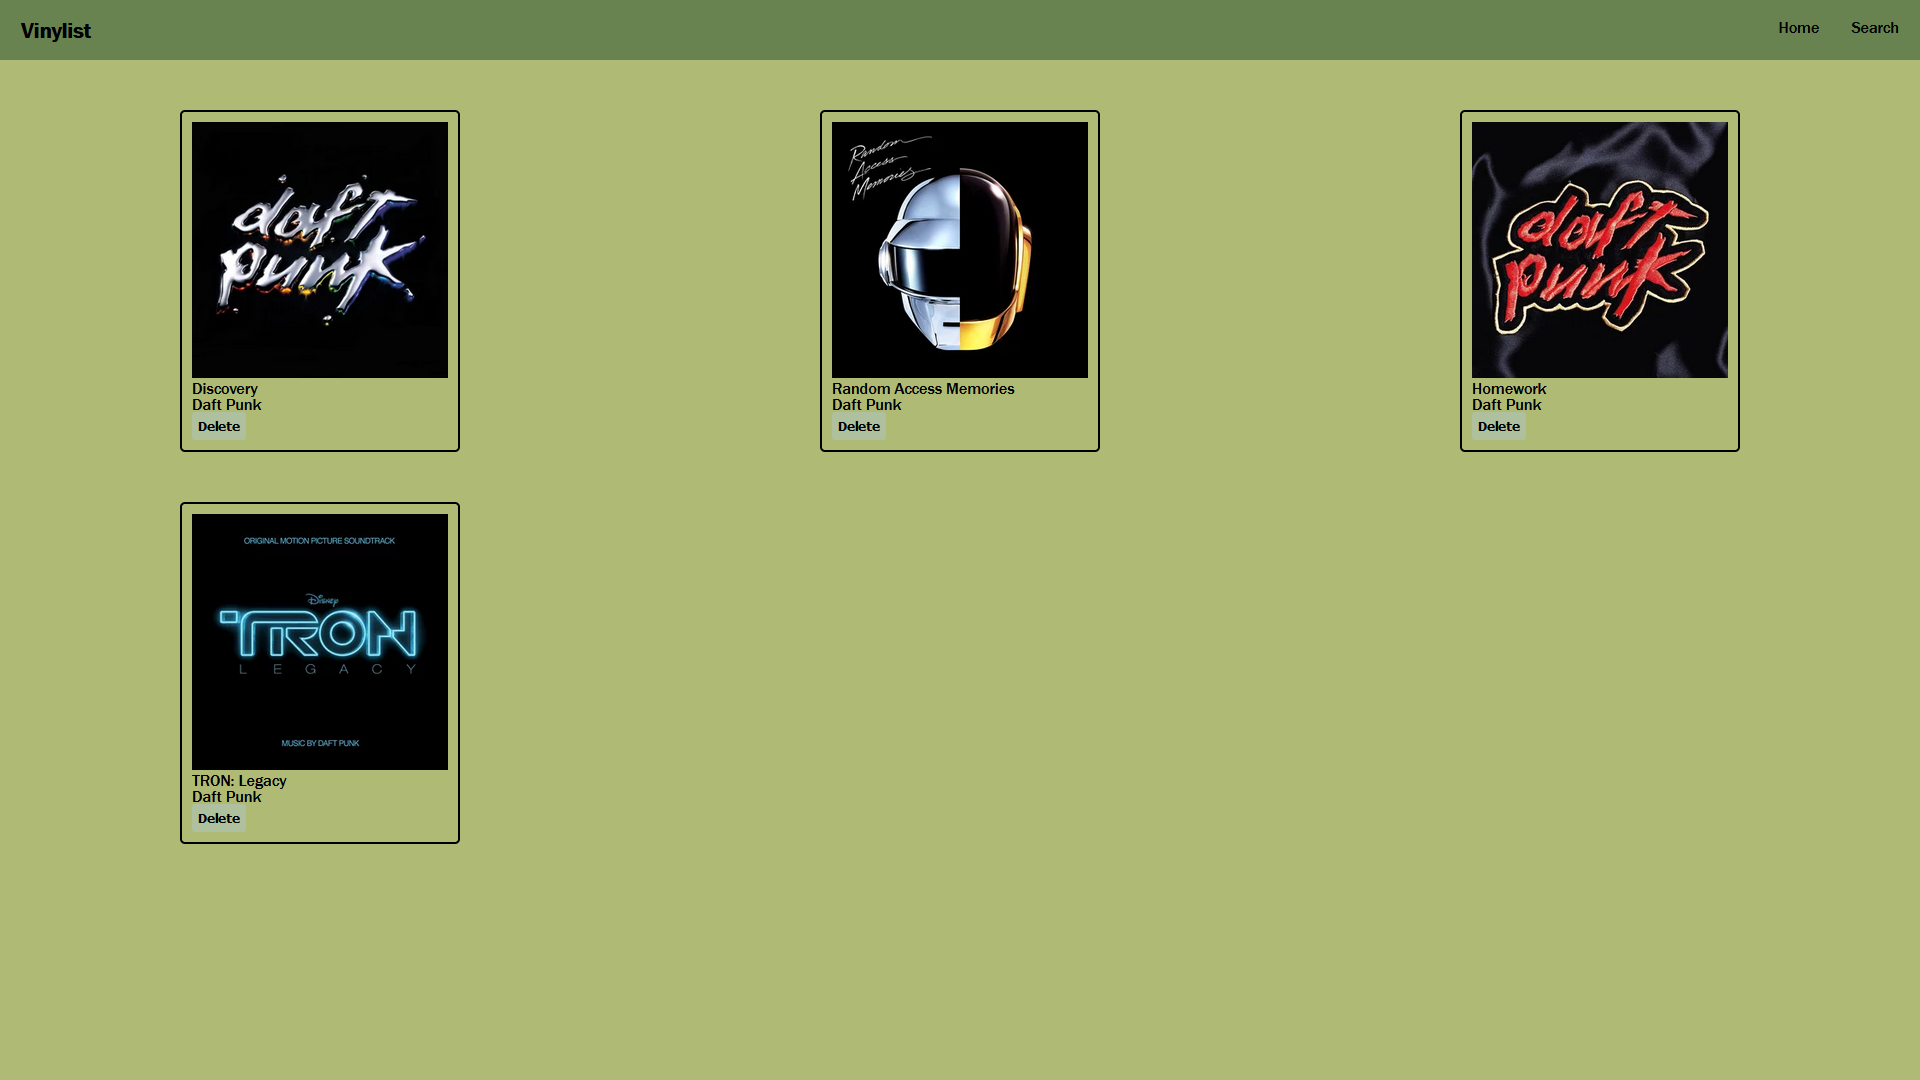 Vinylist
Home
Search
daft
punk
Discovery
Daft Punk
Delete
Random
Access
Memories
Random Access Memories
Daft Punk
Delete
daft
punk
Homework
Daft Punk
Delete
ORIGINAL MOTION PICTURE SOUNDTRACK
Disney
TRON
LEGACY
MUSIC BY DAFT PUNK
TRON: Legacy
Daft Punk
Delete